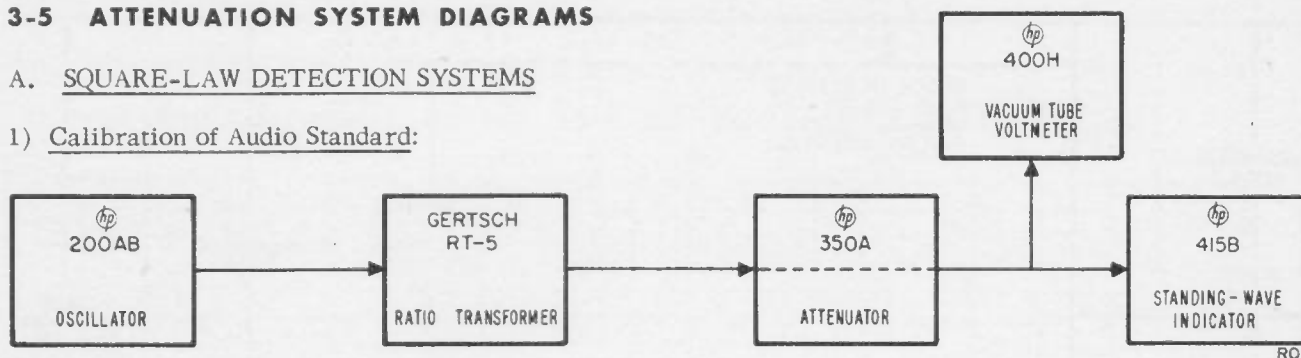 3-5 ATTENUATION SYSTEM DIAGRAMS
A. SQUARE-LAW DETECTION SYSTEMS
1) Calibration of Audio Standard:
hp
200AB
OSCILLATOR
GERTSCH
RT-5
RATIO TRANSFORMER
hp
350A
ATTENUATOR
hp
400H
VACUUM TUBE
VOLTMETER
hp
415B
STANDING-WAVE
INDICATOR
RO